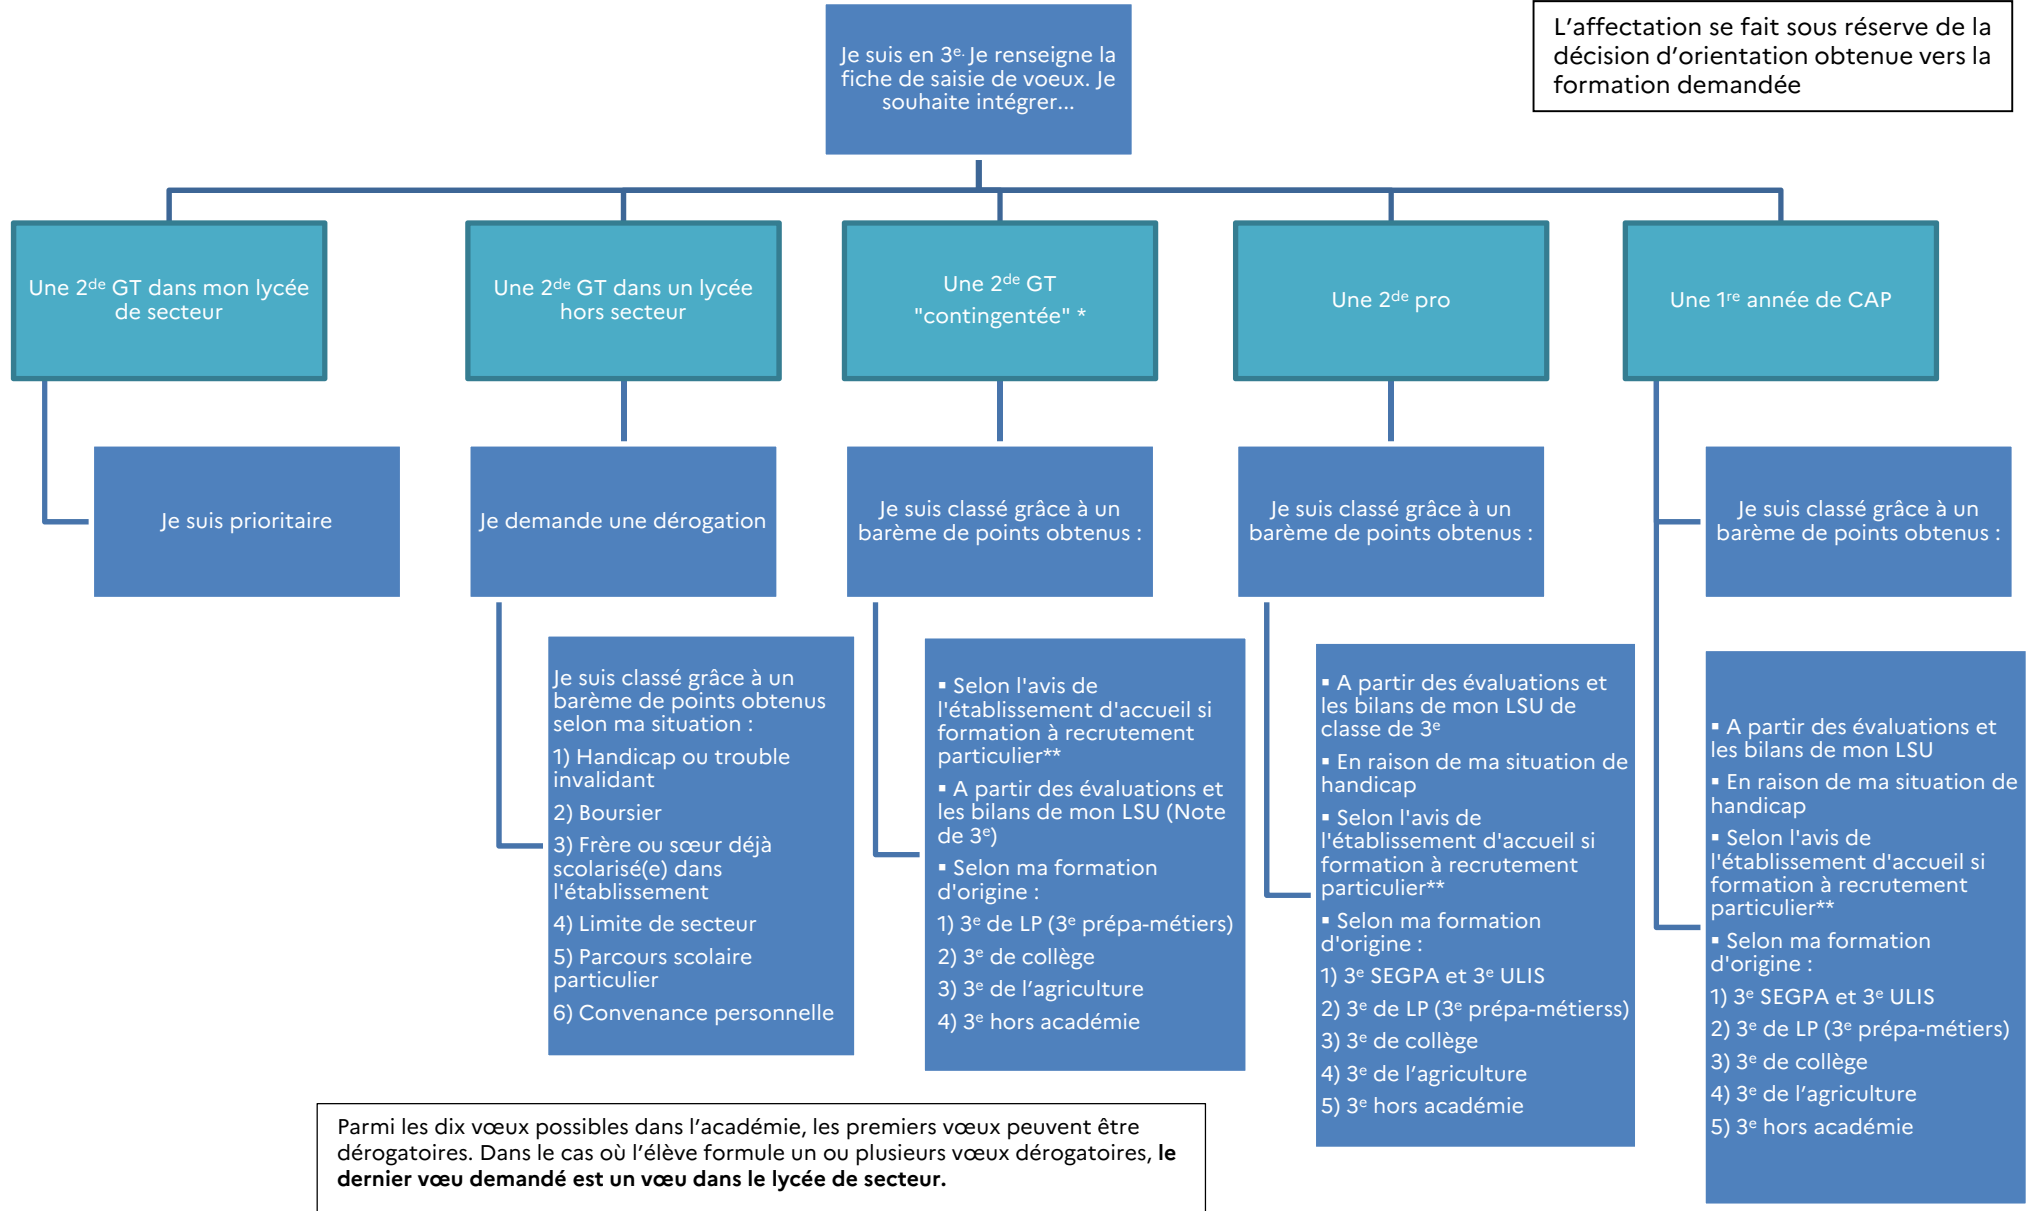 L'affectation se fait sous réserve de la
décision d'orientation obtenue vers la
formation demandée
Je suis en 3e. Je renseigne la
fiche de saisie de voeux. Je
souhaite intégrer...
Une 2de GT dans mon lycée
de secteur
Une 2de GT dans un lycée
hors secteur
Une 2de GT
"contingentée" *
Une 2de pro
Une 1re année de CAP
Je suis prioritaire
Je demande une dérogation
Je suis classé grâce à un
barème de points obtenus :
Je suis classé grâce à un
barème de points obtenus :
Je suis classé grâce à un
barème de points obtenus :
Je suis classé grâce à un
barème de points obtenus
selon ma situation :
1) Handicap ou trouble
invalidant
2) Boursier
3) Frère ou sœur déjà
scolarisé(e) dans
l'établissement
4) Limite de secteur
5) Parcours scolaire
particulier
6) Convenance personnelle
▪ Selon l'avis de
l'établissement d'accueil si
formation à recrutement
particulier**
▪ A partir des évaluations et
les bilans de mon LSU (Note
de 3e)
▪ Selon ma formation
d'origine :
1) 3e de LP (3e prépa-métiers)
2) 3e de collège
3) 3e de l'agriculture
4) 3e hors académie
▪ A partir des évaluations et
les bilans de mon LSU de
classe de 3e
▪ En raison de ma situation de
handicap
▪ Selon l'avis de
l'établissement d'accueil si
formation à recrutement
particulier**
▪ Selon ma formation
d'origine :
1) 3e SEGPA et 3e ULIS
2) 3e de LP (3e prépa-métierss)
3) 3e de collège
4) 3e de l'agriculture
5) 3e hors académie
▪ A partir des évaluations et
les bilans de mon LSU
▪ En raison de ma situation de
handicap
▪ Selon l'avis de
l'établissement d'accueil si
formation à recrutement
particulier**
▪ Selon ma formation
d'origine :
1) 3e SEGPA et 3e ULIS
2) 3e de LP (3e prépa-métiers)
3) 3e de collège
4) 3e de l'agriculture
5) 3e hors académie
Parmi les dix vœux possibles dans l'académie, les premiers vœux peuvent être
dérogatoires. Dans le cas où l'élève formule un ou plusieurs vœux dérogatoires, le
dernier vœu demandé est un vœu dans le lycée de secteur.